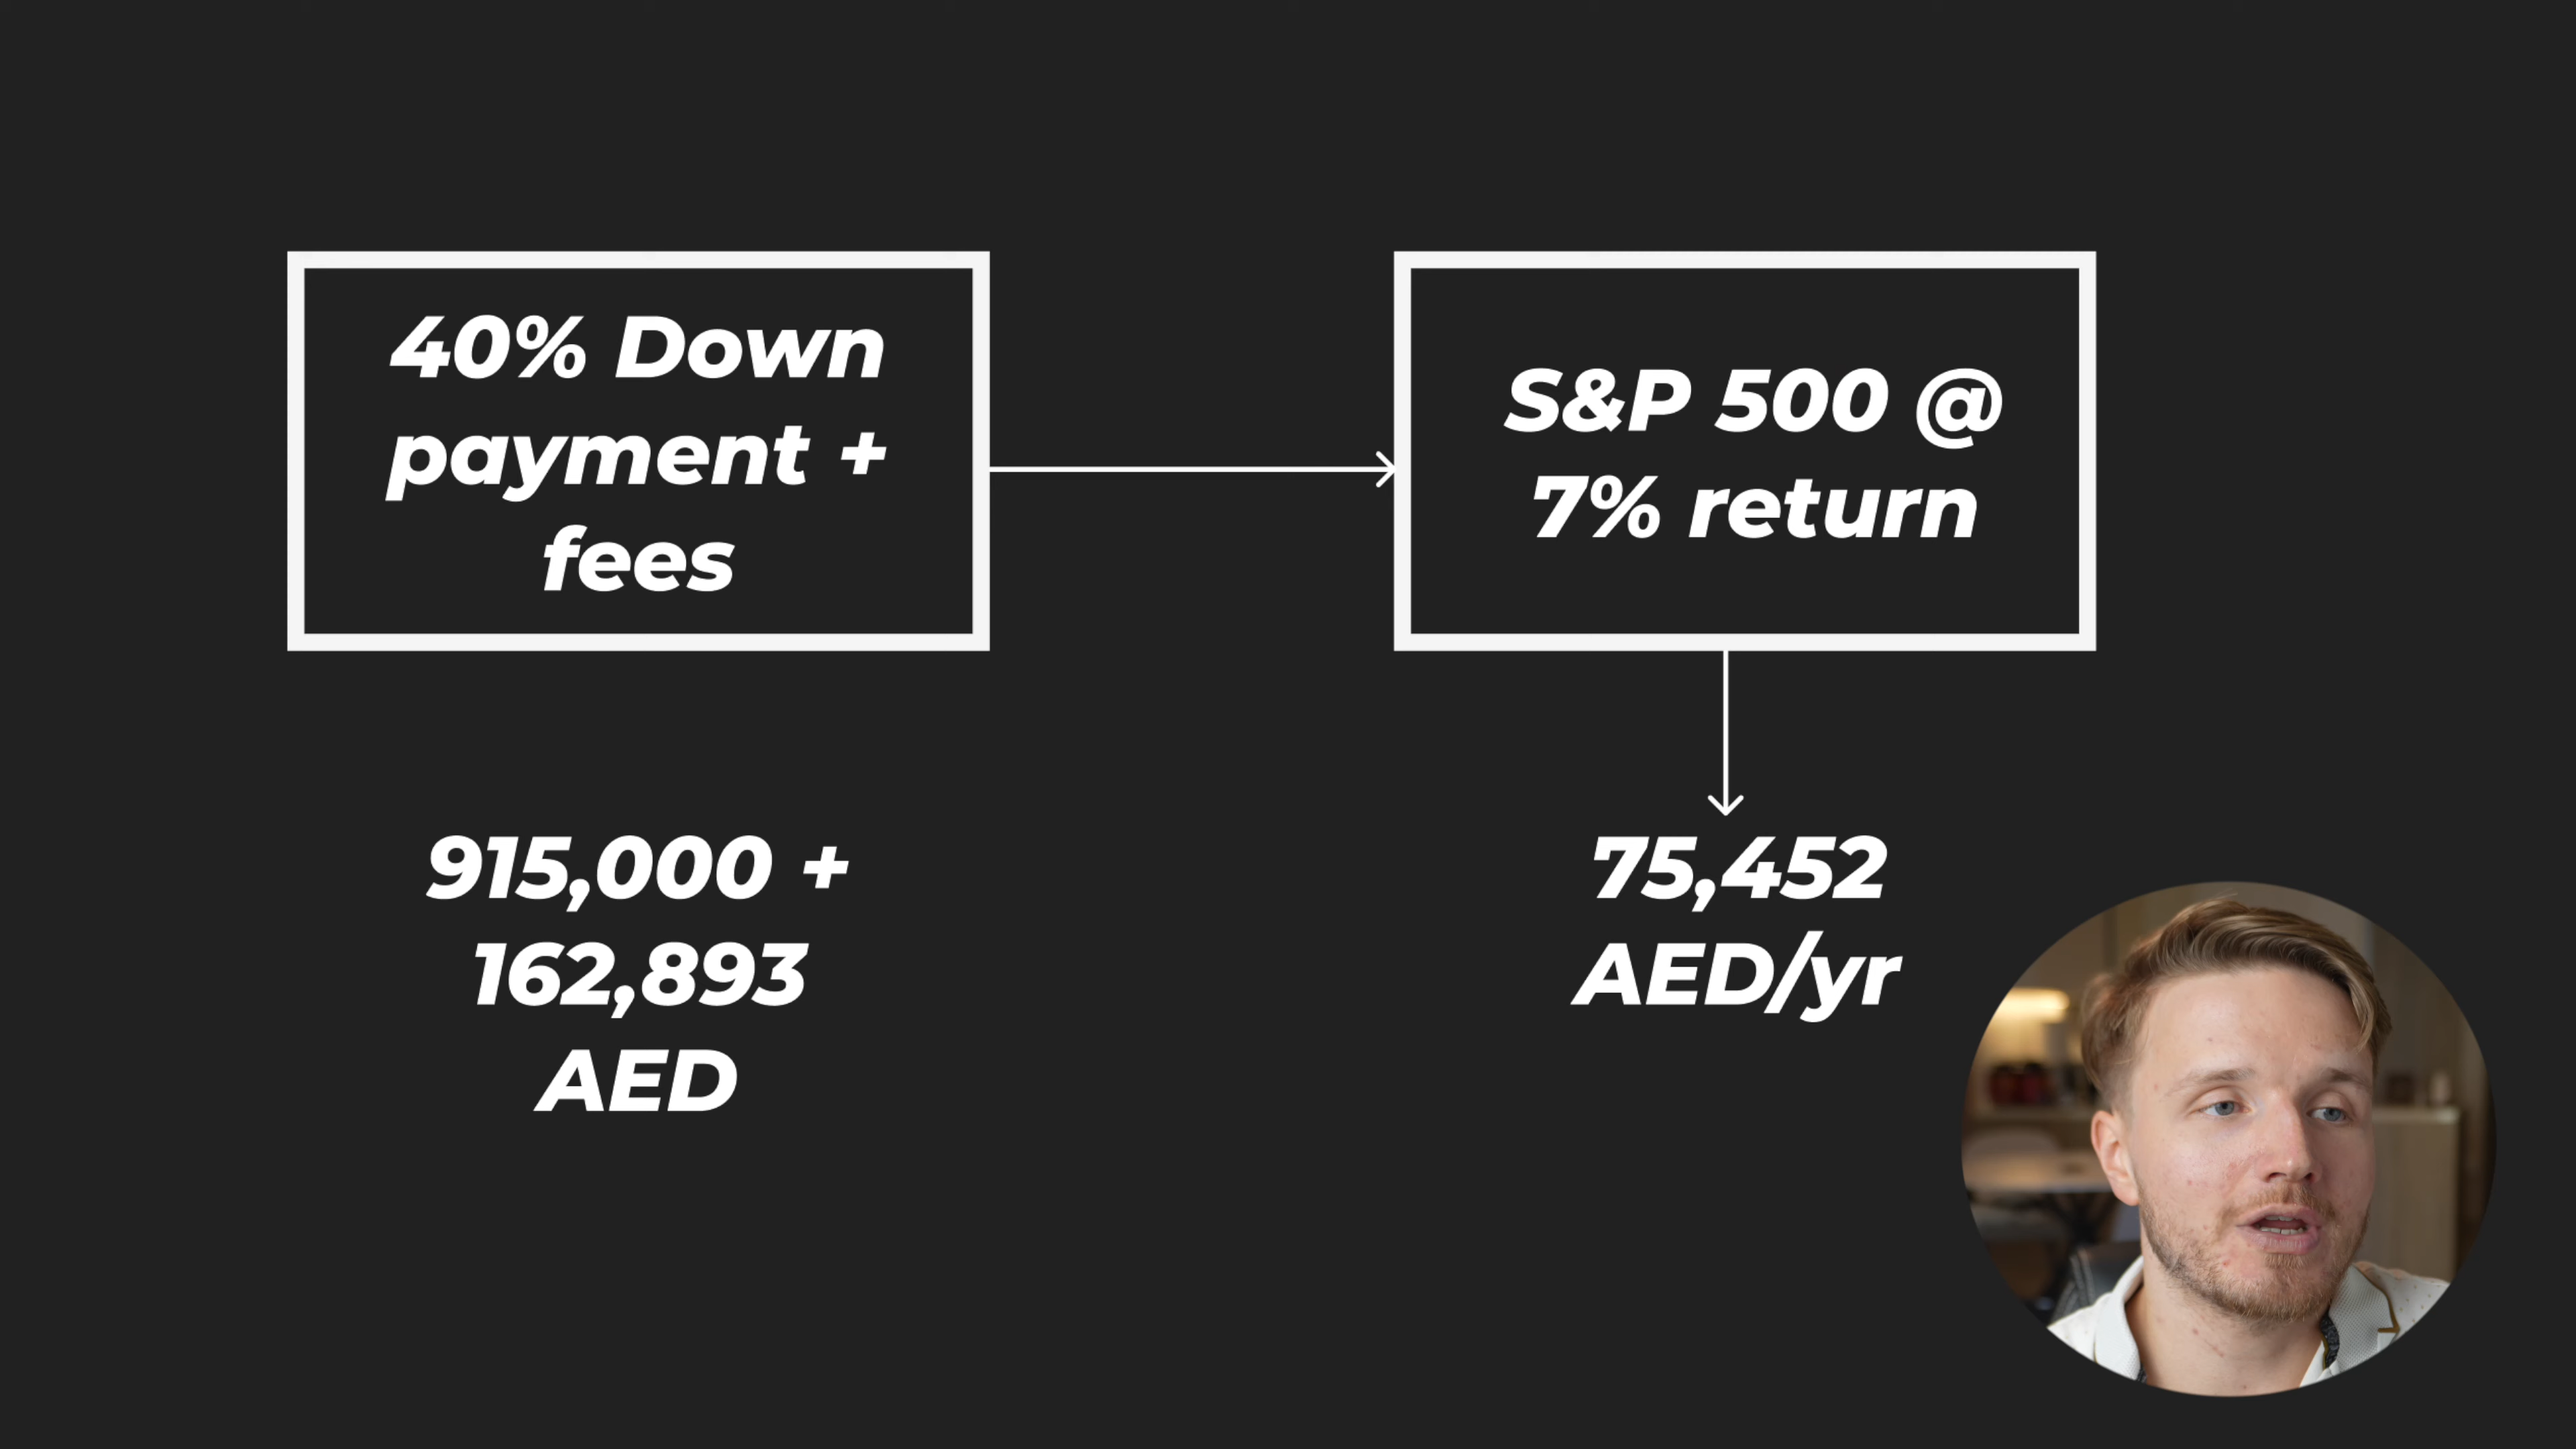 40% Down
payment +
fees
S&P 500 @
7% return
915,000 +
162,893
AED
75,452
AED/yr